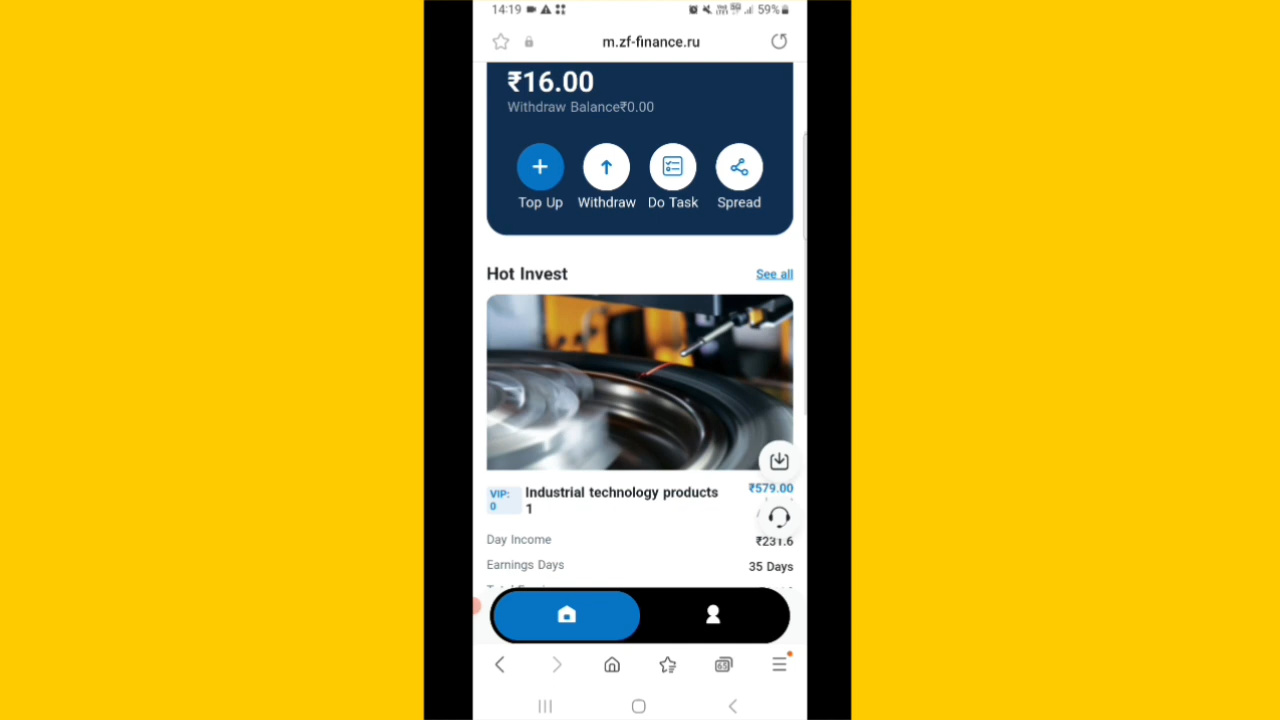 14:19
59%
m.zf-finance.ru
₹16.00
Withdraw Balance₹0.00
Top Up Withdraw Do Task Spread
Hot Invest See all
VIP: 0 Industrial technology products 1 ₹579.00
Day Income ₹231.6
Earnings Days 35 Days
65